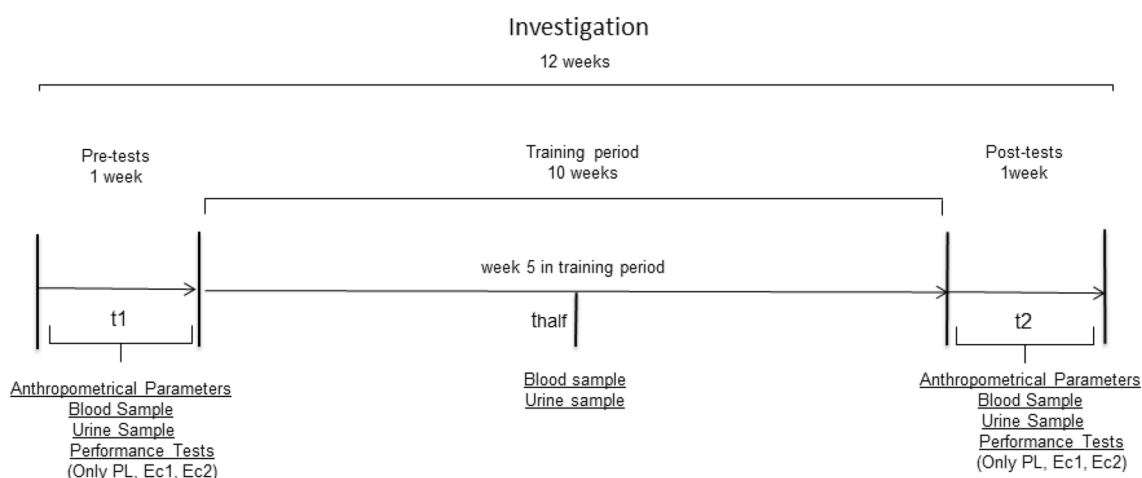 Investigation
12 weeks
Pre-tests
1 week
Training period
10 weeks
Post-tests
1week
week 5 in training period
t1
thalf
t2
Anthropometrical Parameters
Blood Sample
Urine Sample
Performance Tests
(Only PL, Ec1, Ec2)
Blood sample
Urine sample
Anthropometrical Parameters
Blood Sample
Urine Sample
Performance Tests
(Only PL, Ec1, Ec2)